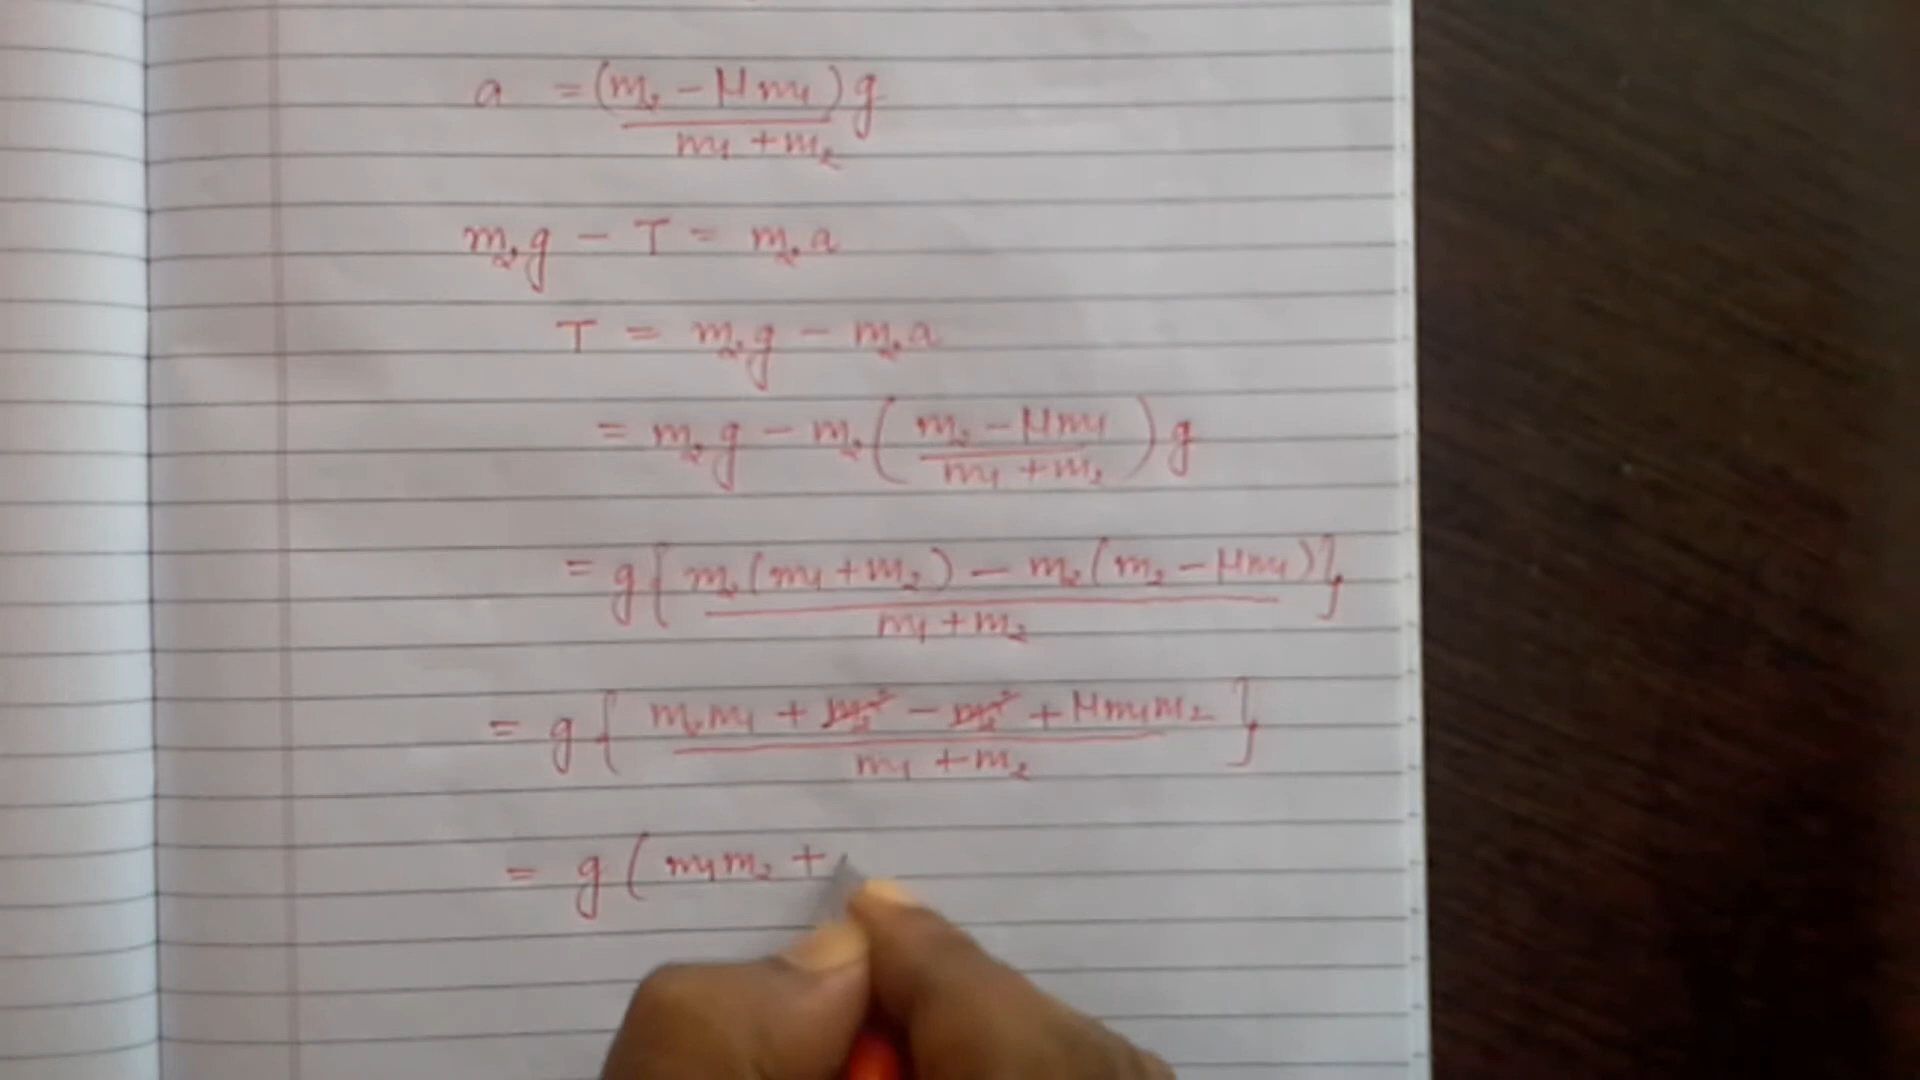 a = (m₂ - μm₁)g / m₁ + m₂
m₂g - T = m₂a
T = m₂g - m₂a
= m₂g - m₂(m₂ - μm₁ / m₁ + m₂)g
= g{m₂(m₁ + m₂) - m₂(m₂ - μm₁) / m₁ + m₂}
= g{m₂m₁ + m₂² - m₂² + μm₁m₂ / m₁ + m₂}
= g(m₁m₂ +